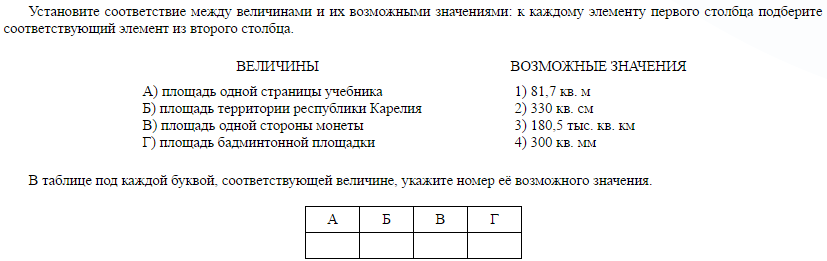 Установите соответствие между величинами и их возможными значениями: к каждому элементу первого столбца подберите
соответствующий элемент из второго столбца.
ВЕЛИЧИНЫ
А) площадь одной страницы учебника
Б) площадь территории республики Карелия
В) площадь одной стороны монеты
Г) площадь бадминтонной площадки
ВОЗМОЖНЫЕ ЗНАЧЕНИЯ
1) 81,7 кв. м
2) 330 кв. см
3) 180,5 тыс. кв. км
4) 300 кв. мм
В таблице под каждой буквой, соответствующей величине, укажите номер её возможного значения.
А Б В Г